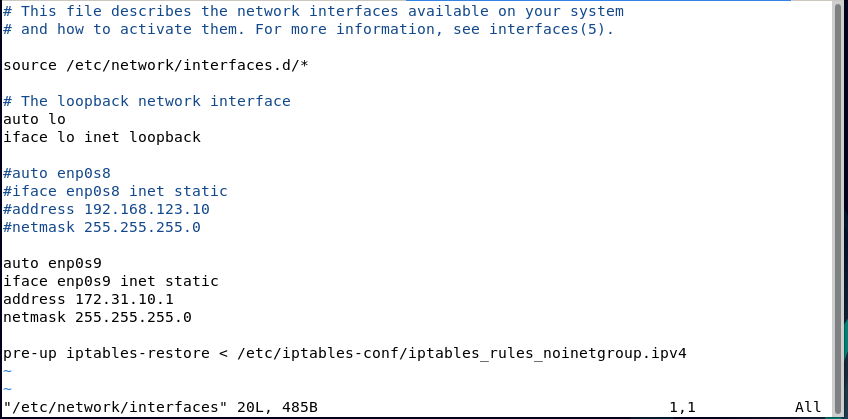 # This file describes the network interfaces available on your system
# and how to activate them. For more information, see interfaces(5).
source /etc/network/interfaces.d/*
# The loopback network interface
auto lo
iface lo inet loopback
#auto enp0s8
#iface enp0s8 inet static
#address 192.168.123.10
#netmask 255.255.255.0
auto enp0s9
iface enp0s9 inet static
address 172.31.10.1
netmask 255.255.255.0
pre-up iptables-restore < /etc/iptables-conf/iptables_rules_noinetgroup.ipv4
~
~
"/etc/network/interfaces" 20L, 485B 1,1 All